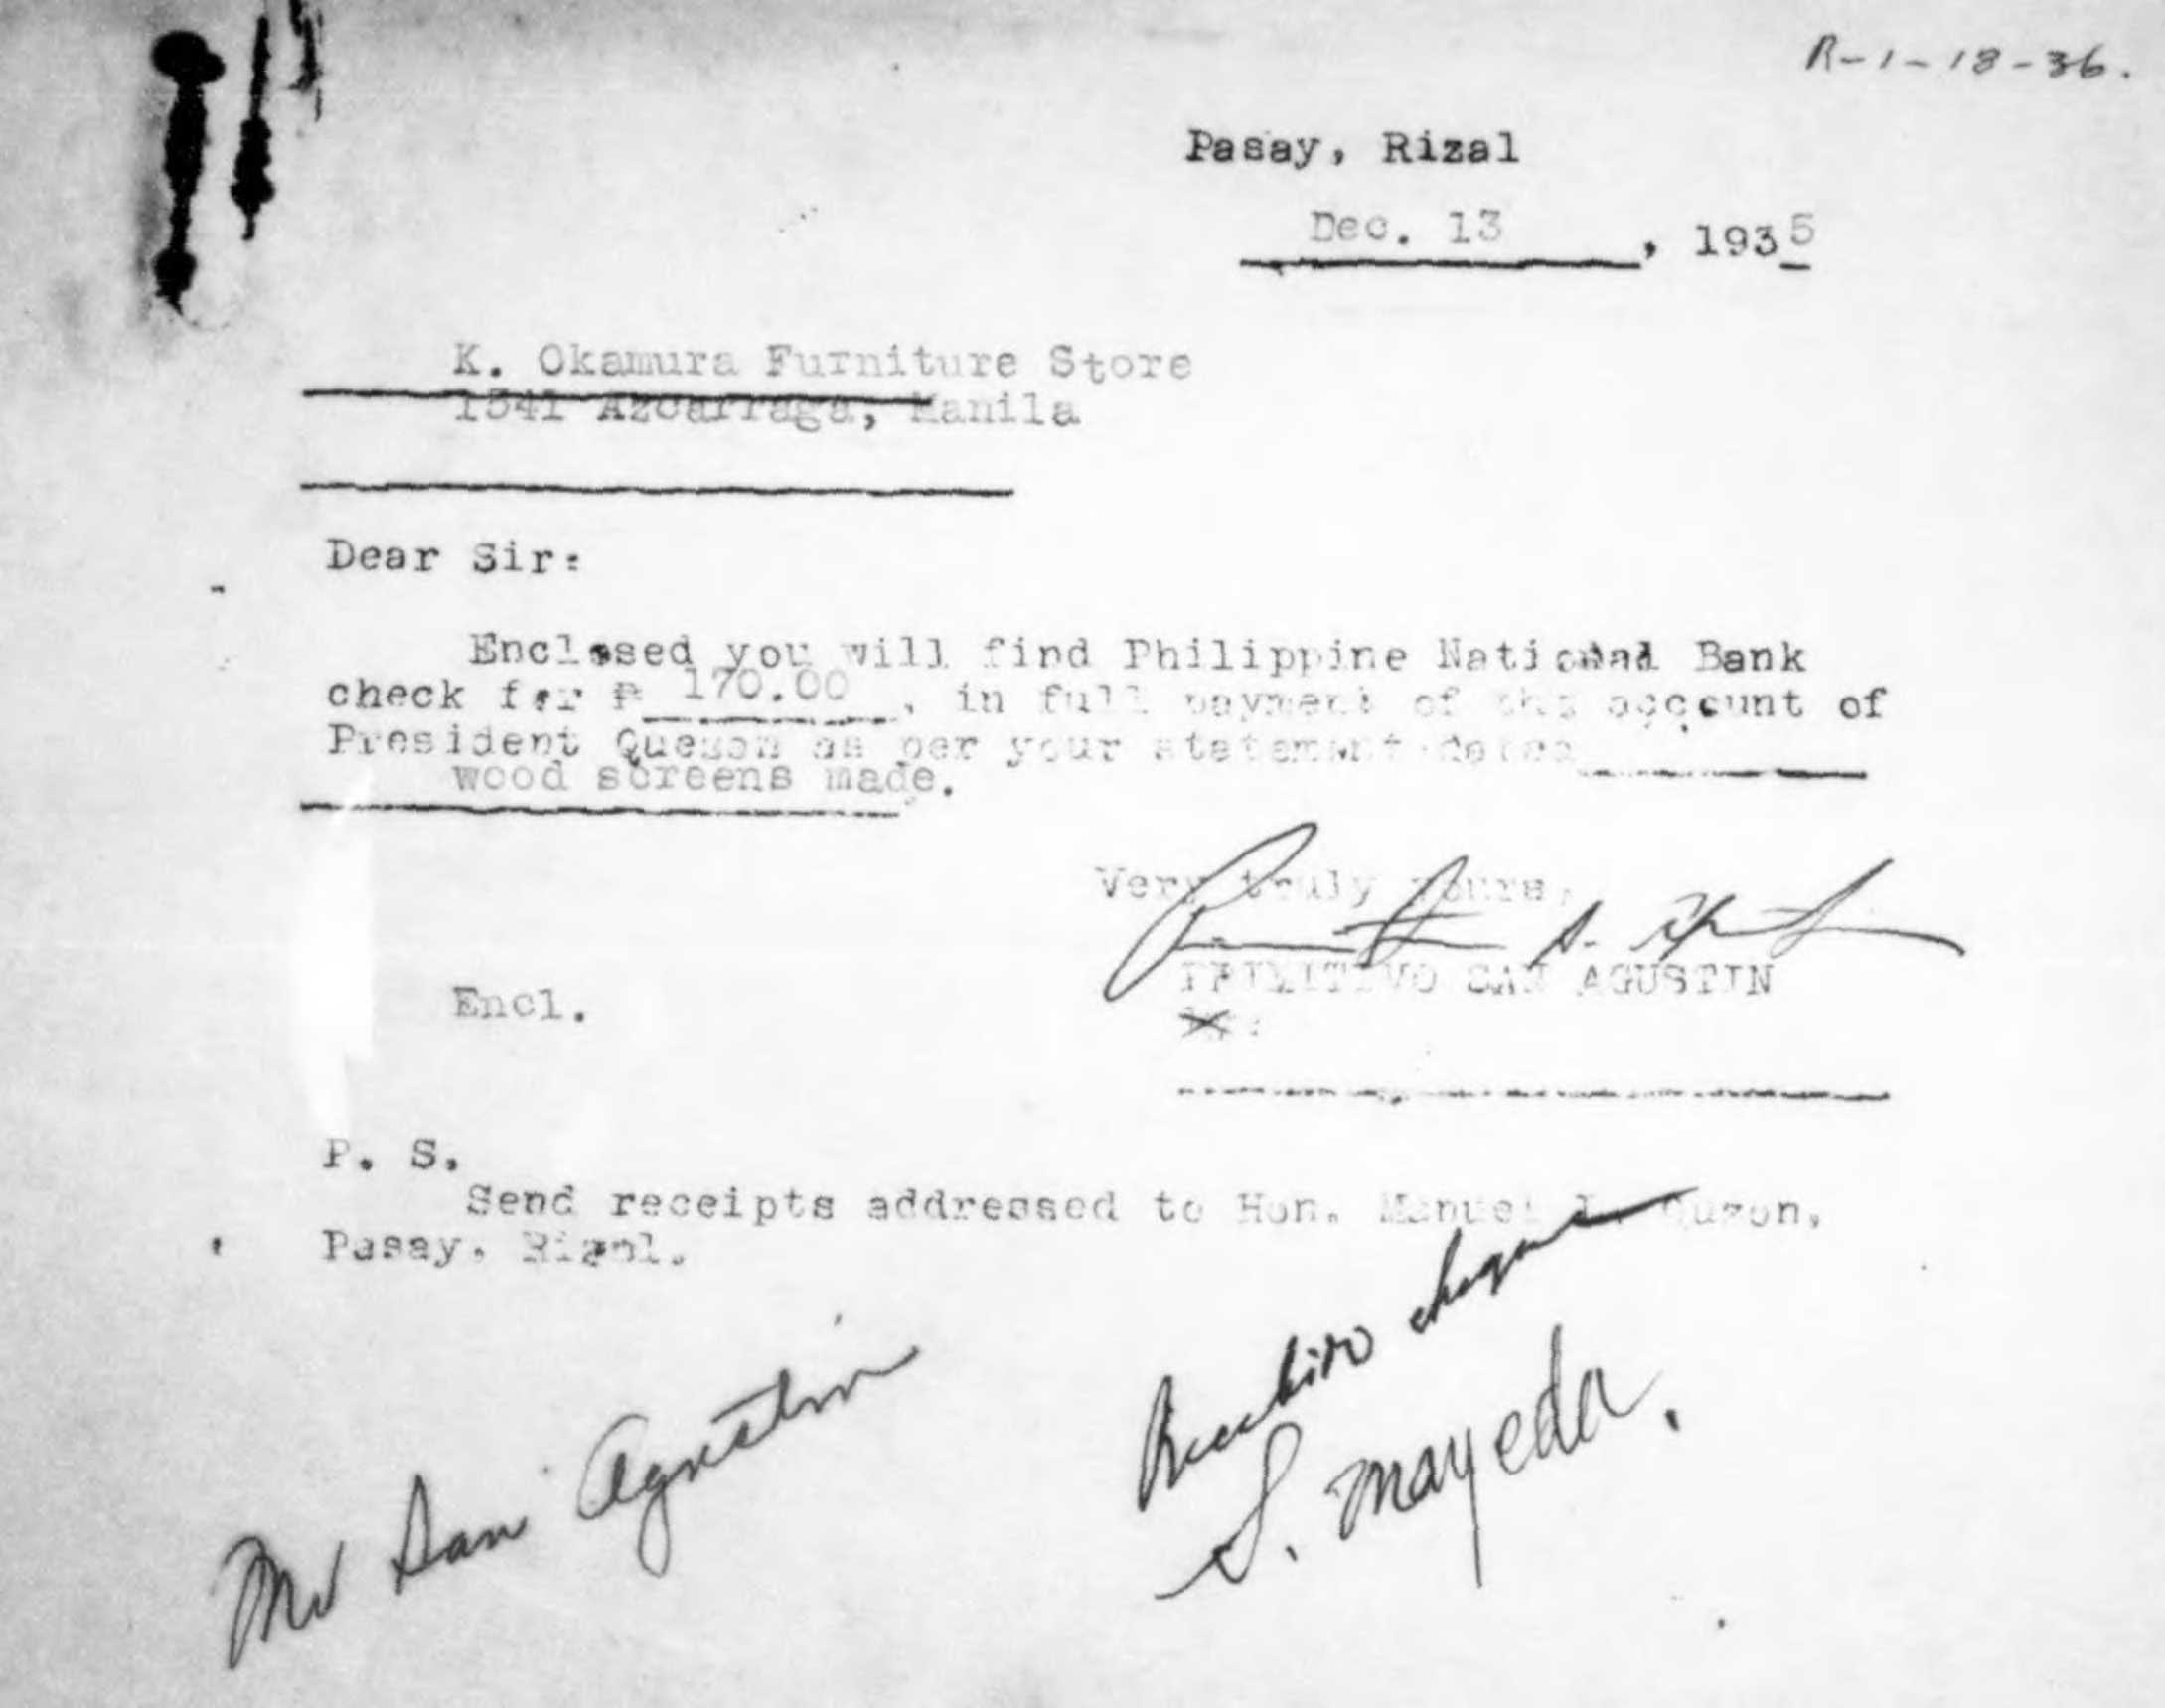 R-1-18-36.
Pasay, Rizal
Dec. 13, 1935
K. Okamura Furniture Store
1541 Azcarraga, Manila
Dear Sir:
Enclosed you will find Philippine National Bank
check for ₱ 170.00, in full payment of the account of
President Quezon as per your statement dated
wood screens made.
Very truly yours,
PRIMITIVO SAN AGUSTIN
Encl.
P. S.
Send receipts addressed to Hon. Manuel L. Quezon,
Pasay, Rizal.
Mr San Agustin
S. Mayeda.